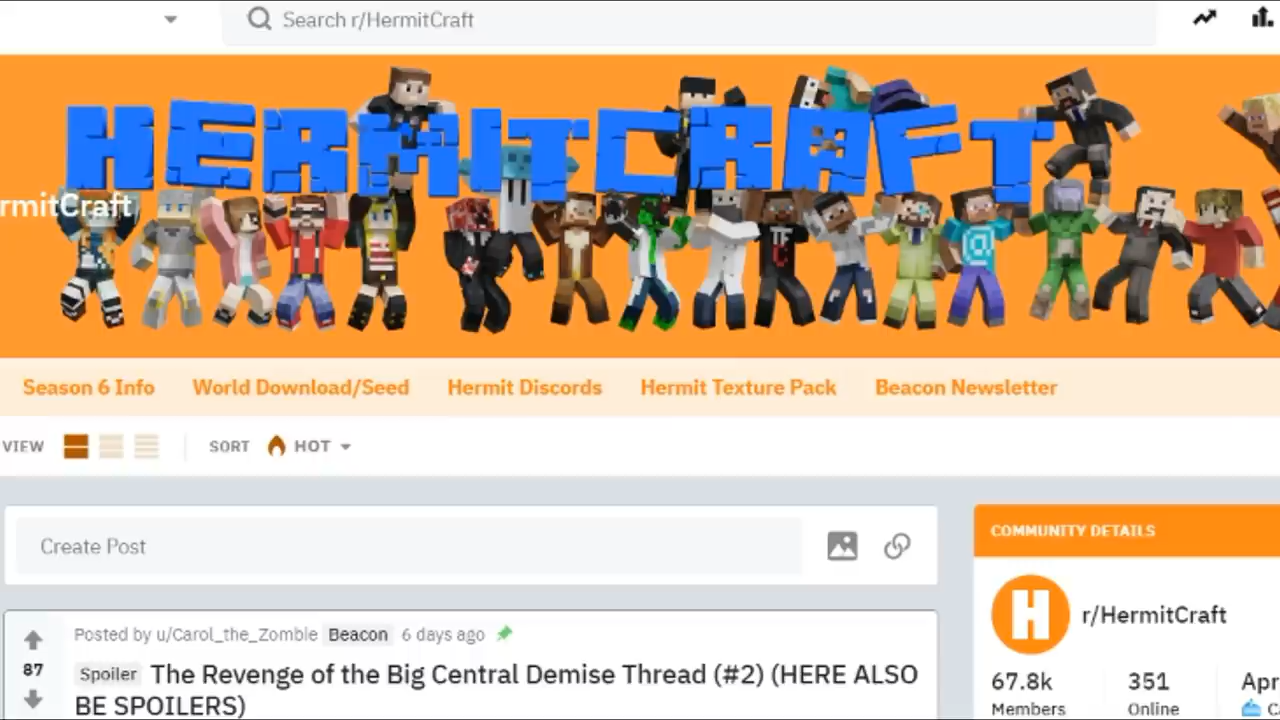 Search r/HermitCraft
HERMITCRAFT
rmitCraft
@
Season 6 Info World Download/Seed Hermit Discords Hermit Texture Pack Beacon Newsletter
VIEW SORT HOT
Create Post
COMMUNITY DETAILS
H r/HermitCraft
67.8k 351 Apr
Members Online C
Posted by u/Carol_the_Zombie Beacon 6 days ago
87
Spoiler The Revenge of the Big Central Demise Thread (#2) (HERE ALSO
BE SPOILERS)